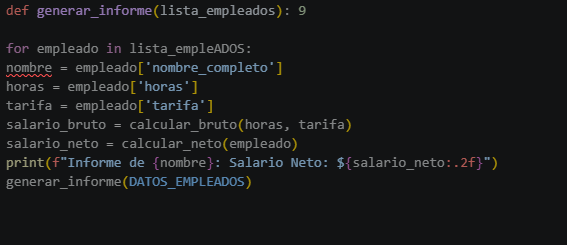 def generar_informe(lista_empleados): 9
for empleado in lista_empleADOS:
nombre = empleado['nombre_completo']
horas = empleado['horas']
tarifa = empleado['tarifa']
salario_bruto = calcular_bruto(horas, tarifa)
salario_neto = calcular_neto(empleado)
print(f"Informe de {nombre}: Salario Neto: ${salario_neto:.2f}")
generar_informe(DATOS_EMPLEADOS)